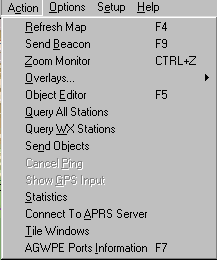 Action Options Setup Help
Refresh Map F4
Send Beacon F9
Zoom Monitor CTRL+Z
Overlays...
Object Editor F5
Query All Stations
Query WX Stations
Send Objects
Cancel Ping
Show GPS Input
Statistics
Connect To APRS Server
Tile Windows
AGWPE Ports Information F7